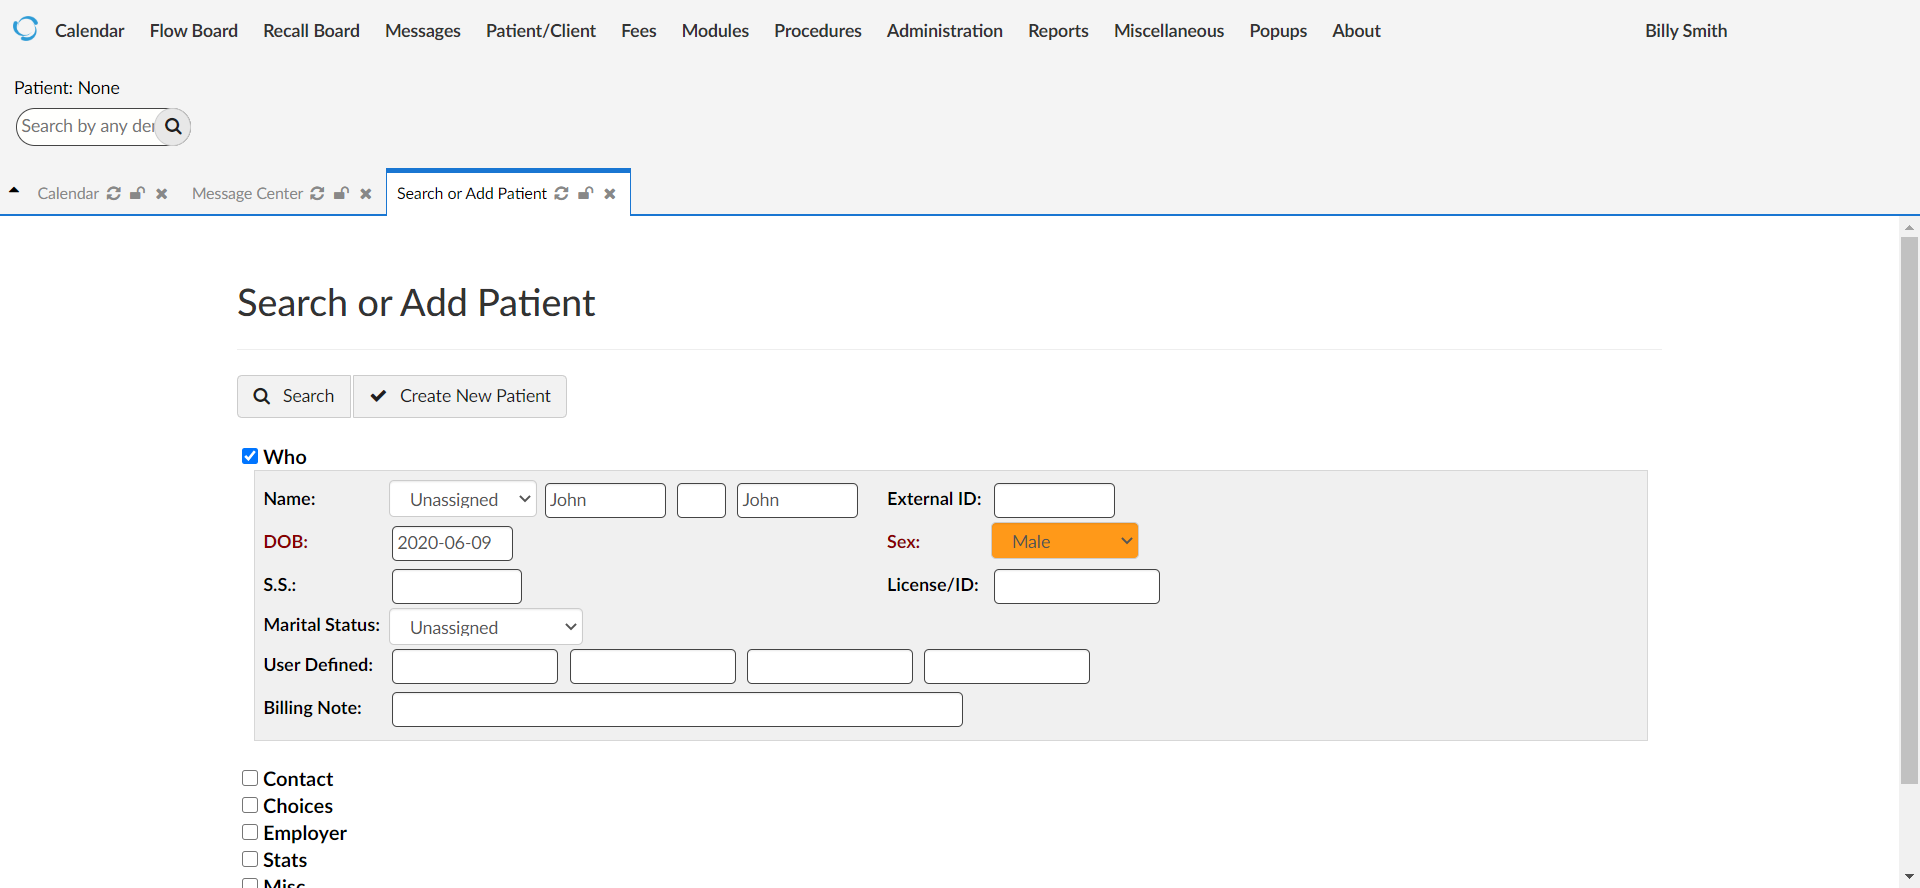 Calendar Flow Board Recall Board Messages Patient/Client Fees Modules Procedures Administration Reports Miscellaneous Popups About Billy Smith
Patient: None
Search by any der
Calendar Message Center Search or Add Patient
Search or Add Patient
Search Create New Patient
Who
Name: Unassigned John John External ID:
DOB: 2020-06-09 Sex: Male
S.S.: License/ID:
Marital Status: Unassigned
User Defined:
Billing Note:
Contact
Choices
Employer
Stats
Misc